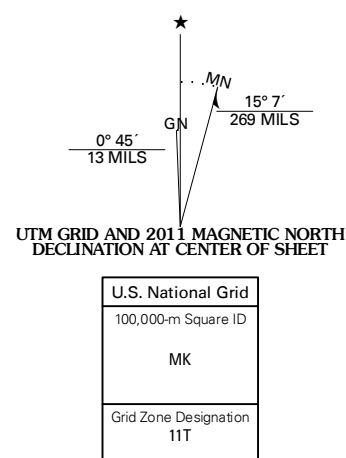 ★
MN
15° 7´
269 MILS
GN
0° 45´
13 MILS
UTM GRID AND 2011 MAGNETIC NORTH
DECLINATION AT CENTER OF SHEET
U.S. National Grid
100,000-m Square ID
MK
Grid Zone Designation
11T